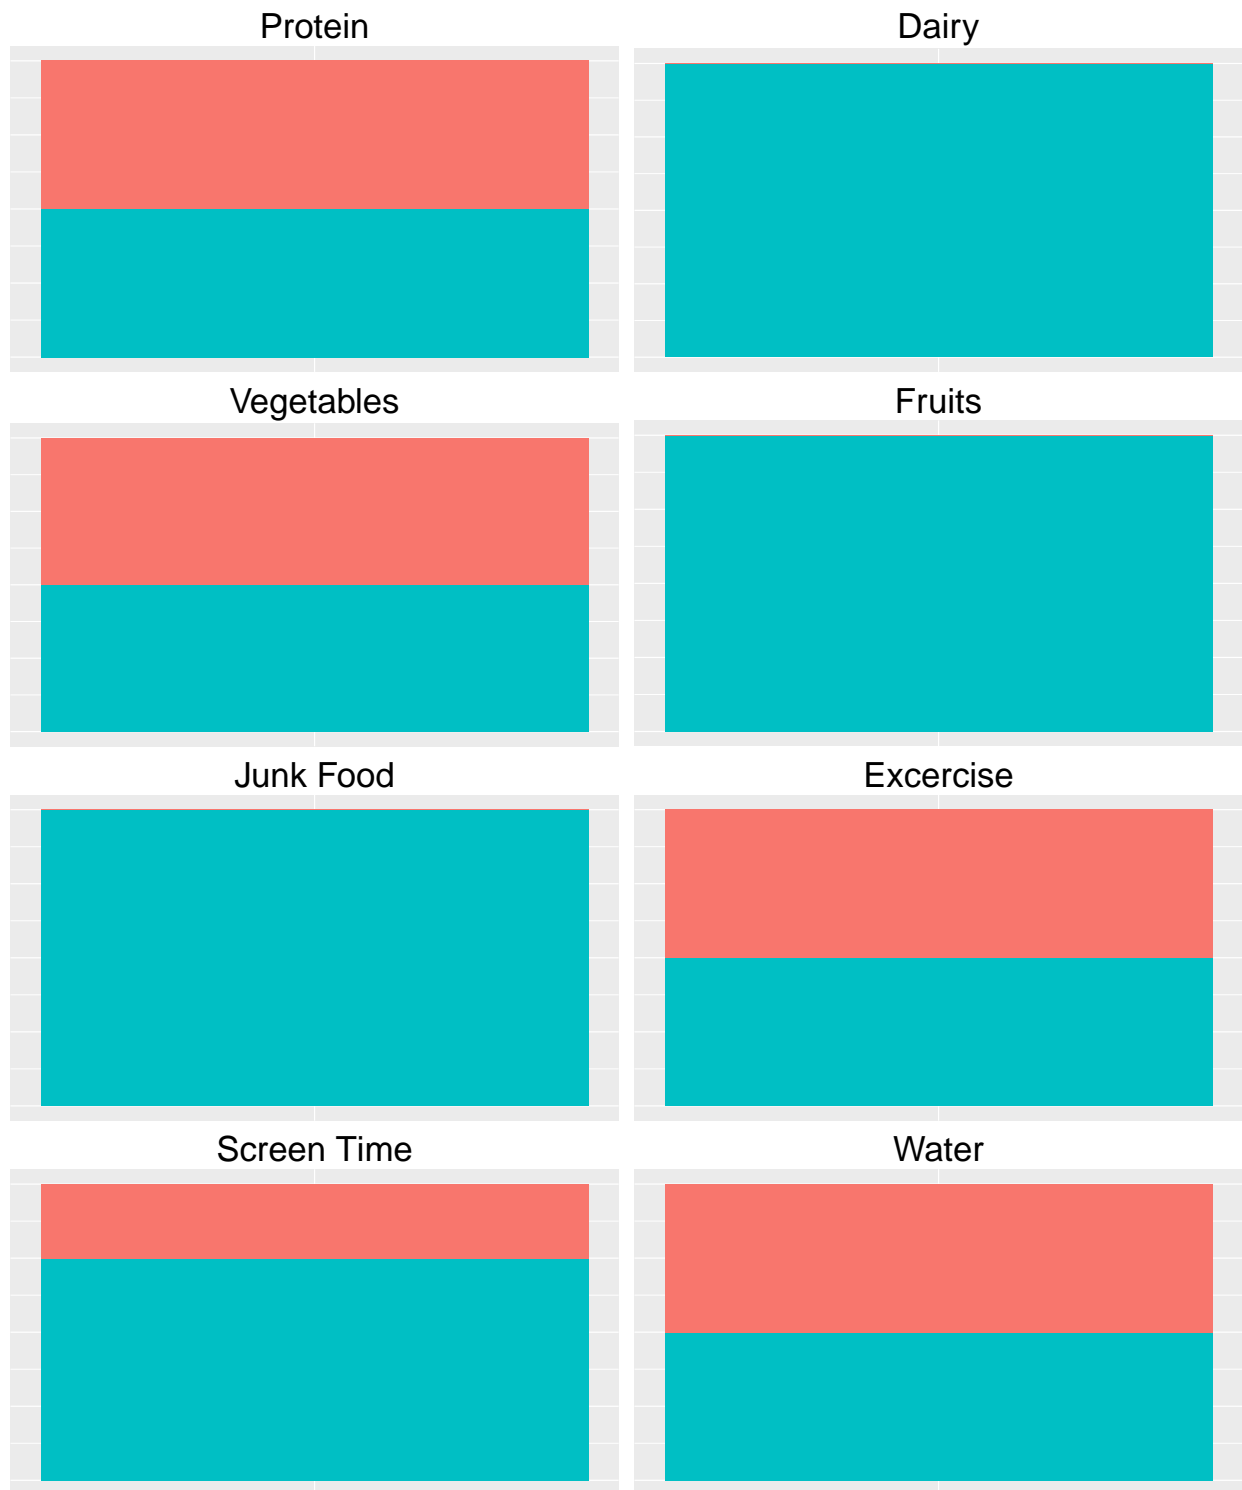 Protein
Dairy
Vegetables
Fruits
Junk Food
Excercise
Screen Time
Water